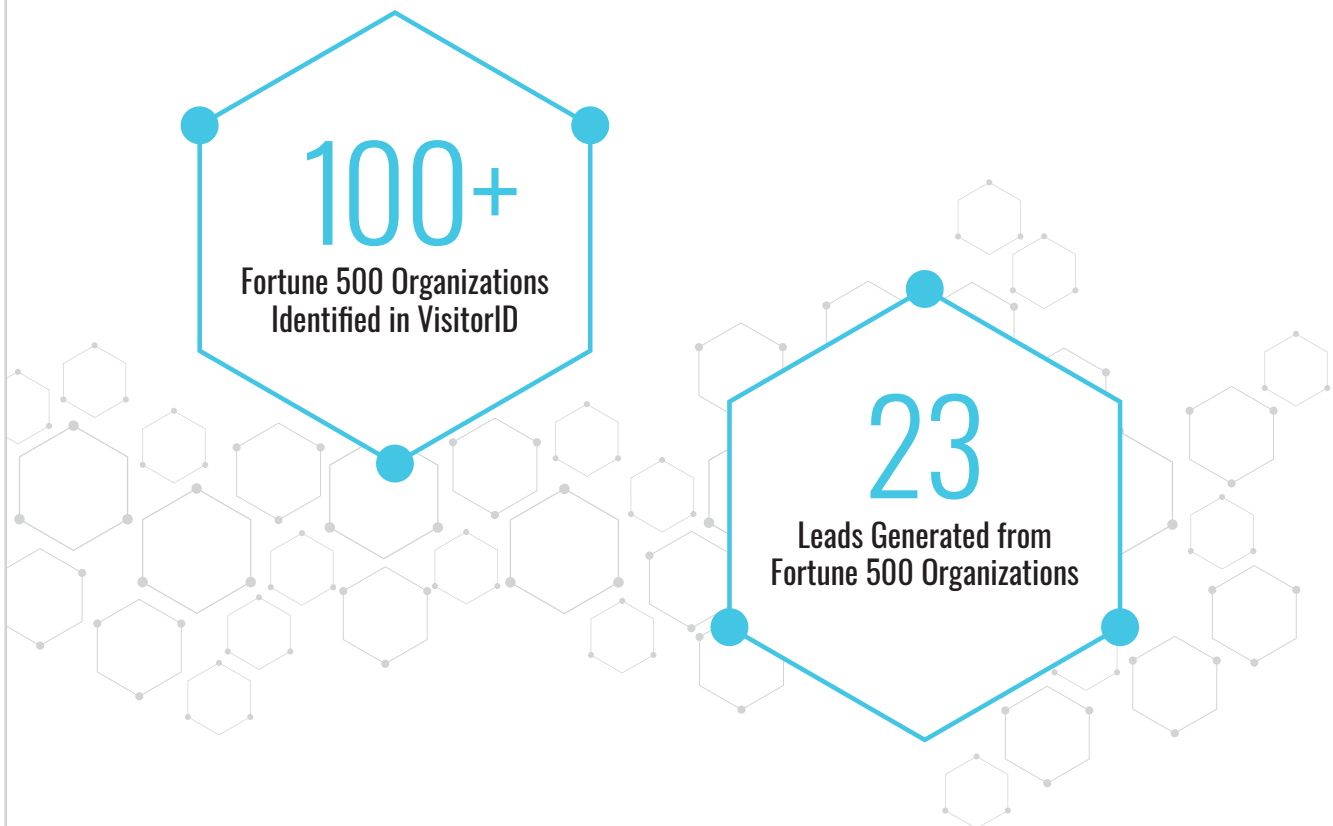 100+
Fortune 500 Organizations
Identified in VisitorID
23
Leads Generated from
Fortune 500 Organizations